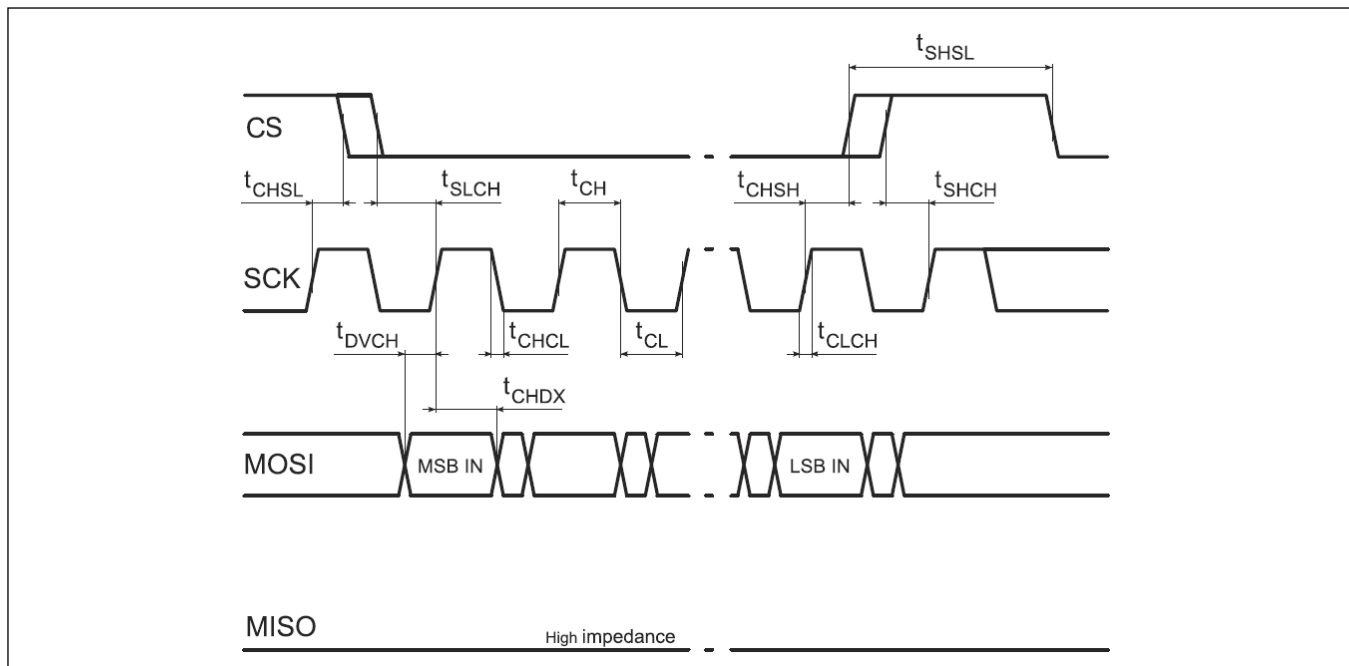 tSHSL
CS
tCHSL
tSLCH
tCH
tCHSH
tSHCH
SCK
tDVCH
tCHCL
tCL
tCLCH
tCHDX
MOSI
MSB IN
LSB IN
MISO
High impedance